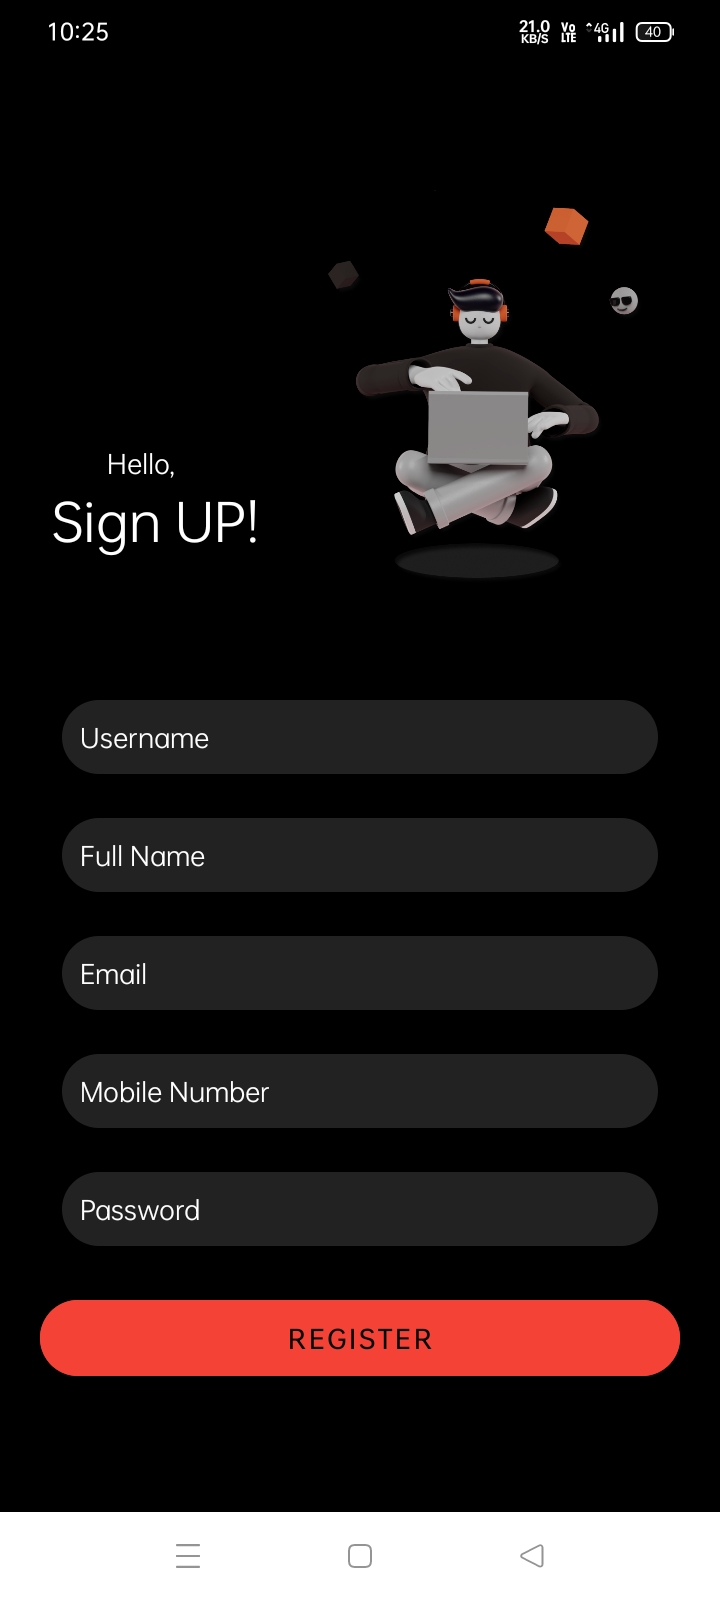 10:25
21.0 KB/S Vo LTE 4G 40
Hello,
Sign UP!
Username
Full Name
Email
Mobile Number
Password
REGISTER